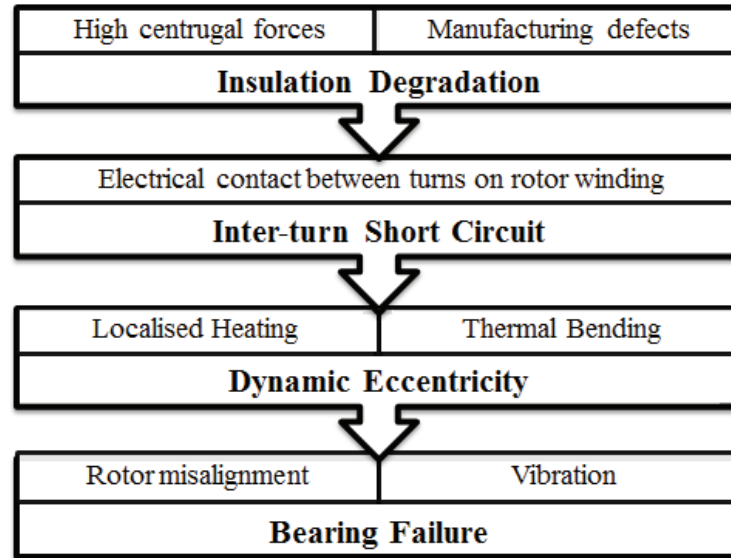 High centrugal forces Manufacturing defects
Insulation Degradation
Electrical contact between turns on rotor winding
Inter-turn Short Circuit
Localised Heating Thermal Bending
Dynamic Eccentricity
Rotor misalignment Vibration
Bearing Failure